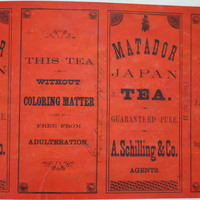 THIS TEA
WITHOUT
COLORING MATTER
FREE FROM
ADULTERATION.
MATADOR
JAPAN
TEA.
GUARANTEED PURE.
A. Schilling & Co.
AGENTS.